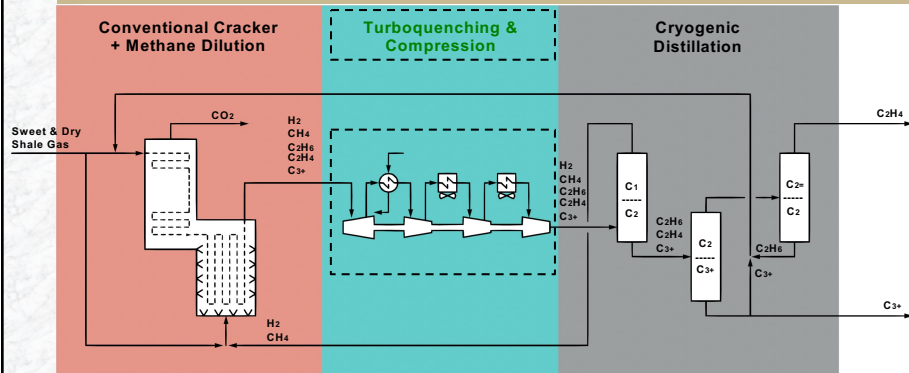 Conventional Cracker
+ Methane Dilution
Turboquenching &
Compression
Cryogenic
Distillation
Sweet & Dry
Shale Gas
CO2
H2
CH4
C2H6
C2H4
C3+
H2
CH4
H2
CH4
C2H6
C2H4
C3+
C1
-----
C2
C2H6
C2H4
C3+
C2
-----
C3+
C2=
-----
C2
C2H6
C3+
C2H4
C3+